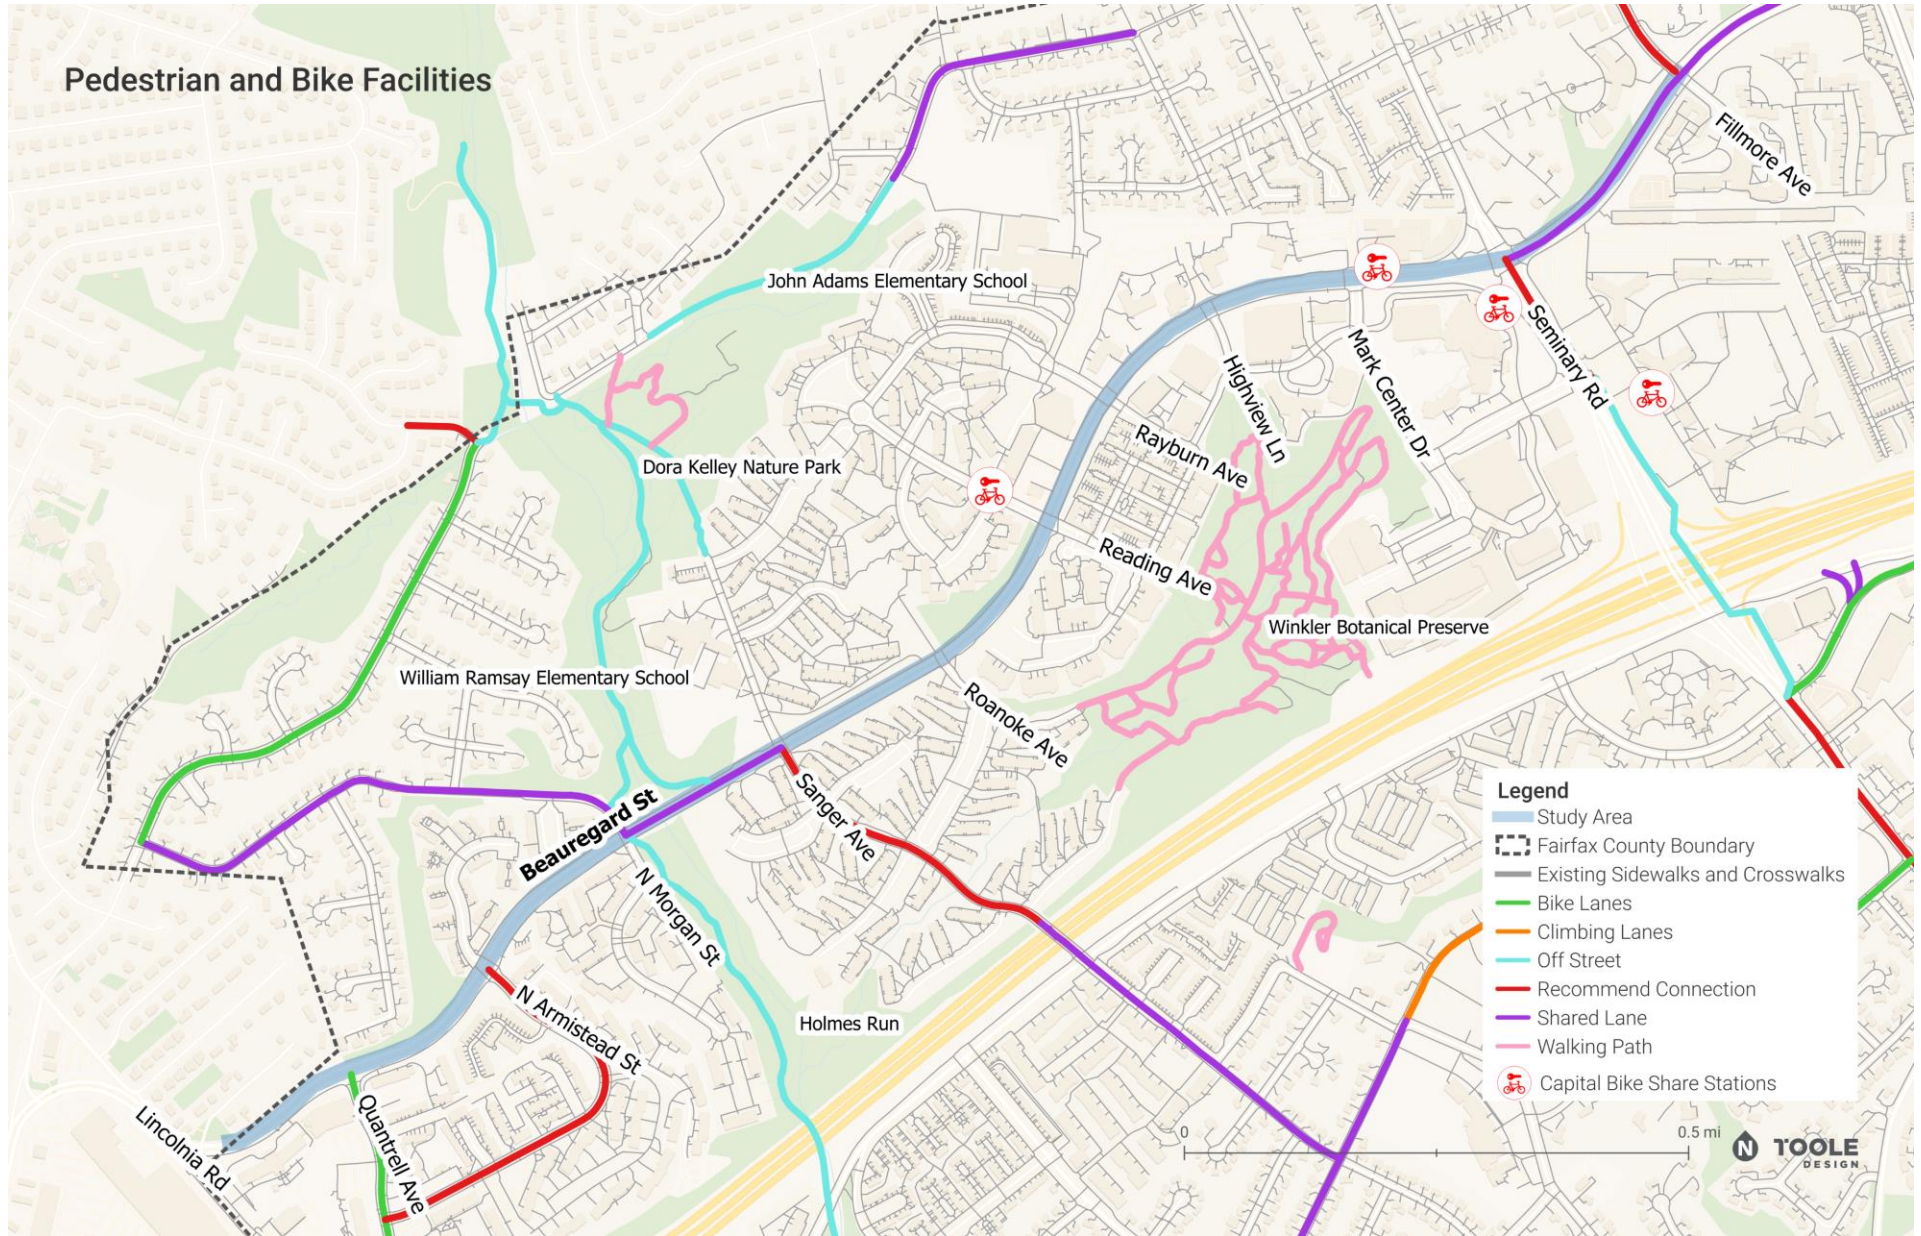 Pedestrian and Bike Facilities
Fillmore Ave
John Adams Elementary School
Seminary Rd
Mark Center Dr
Highview Ln
Rayburn Ave
Dora Kelley Nature Park
Reading Ave
Winkler Botanical Preserve
William Ramsay Elementary School
Roanoke Ave
Beauregard St
Sanger Ave
N Morgan St
N Armistead St
Holmes Run
Quantrell Ave
Lincolnia Rd
Legend
Study Area
Fairfax County Boundary
Existing Sidewalks and Crosswalks
Bike Lanes
Climbing Lanes
Off Street
Recommend Connection
Shared Lane
Walking Path
Capital Bike Share Stations
0
0.5 mi
N
TOOLE
DESIGN